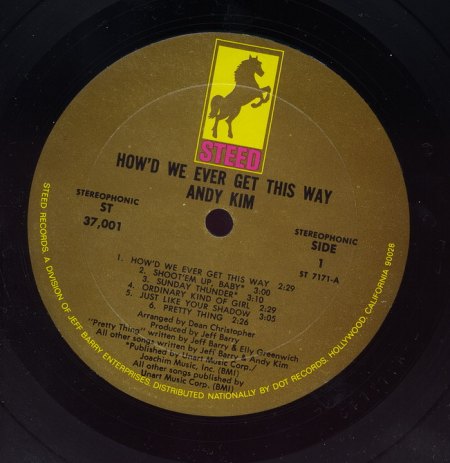 STEED
HOW'D WE EVER GET THIS WAY
ANDY KIM
STEREOPHONIC
ST
37,001
STEREOPHONIC
SIDE
1
ST 7171-A
1. HOW'D WE EVER GET THIS WAY 2:29
2. SHOOT'EM UP, BABY* 3:00
3. SUNDAY THUNDER* 3:10
4. ORDINARY KIND OF GIRL 2:29
5. JUST LIKE YOUR SHADOW 3:05
6. PRETTY THING 2:26
Arranged by Dean Christopher
Produced by Jeff Barry
"Pretty Thing" written by Jeff Barry & Elly Greenwich
All other songs written by Jeff Barry & Andy Kim
*Published by Unart Music Corp./
Joachim Music, Inc. (BMI)
All other songs published by
Unart Music Corp. (BMI)
STEED RECORDS, A DIVISION OF JEFF BARRY ENTERPRISES, DISTRIBUTED NATIONALLY BY DOT RECORDS, HOLLYWOOD, CALIFORNIA 90028